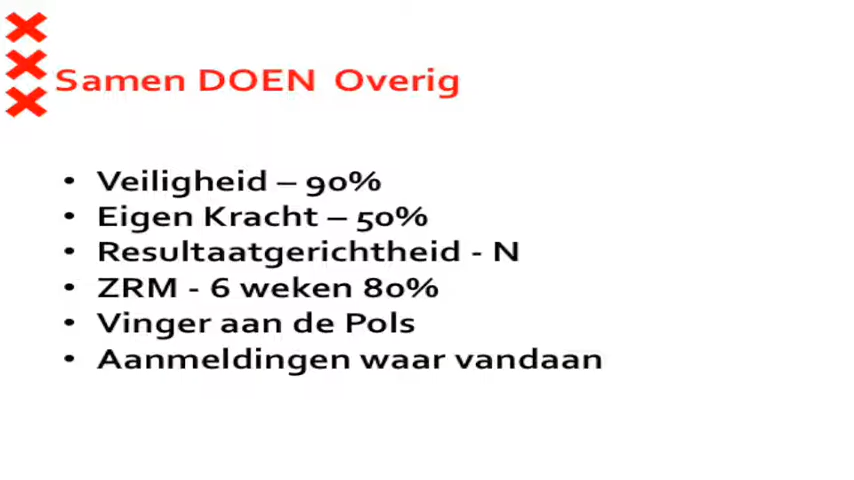 Samen DOEN Overig
• Veiligheid – 90%
• Eigen Kracht – 50%
• Resultaatgerichtheid - N
• ZRM - 6 weken 80%
• Vinger aan de Pols
• Aanmeldingen waar vandaan